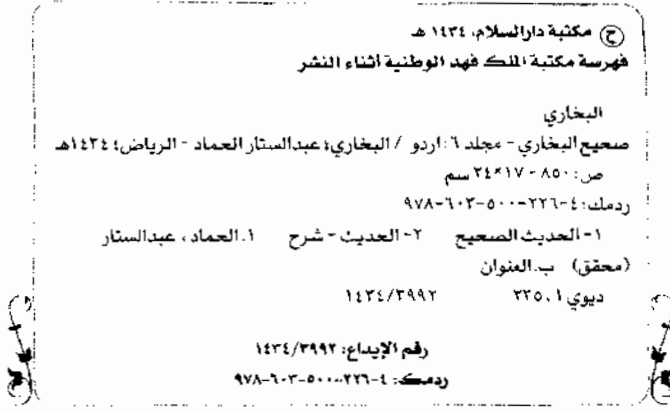 ح مكتبة دارالسلام، ١٤٣٤ هـ
فهرسة مكتبة الملك فهد الوطنية أثناء النشر
البخاري
صحيح البخاري - مجلد ٦: اردو / البخاري؛ عبدالستار الحماد - الرياض؛ ١٤٣٤هـ
ص: ٨٥٠ - ١٧×٢٤ سم
ردمك: ٤-٢٢٦-٥٠٠-٦٠٣-٩٧٨
١- الحديث الصحيح ٢- الحديث - شرح ١. الحماد، عبدالستار
(محقق) ب. العنوان
ديوي ٢٣٥،١ ١٤٣٤/٣٩٩٢
رقم الإيداع: ١٤٣٤/٣٩٩٢
ردمك: ٤-٢٢٦-٥٠٠-٦٠٣-٩٧٨